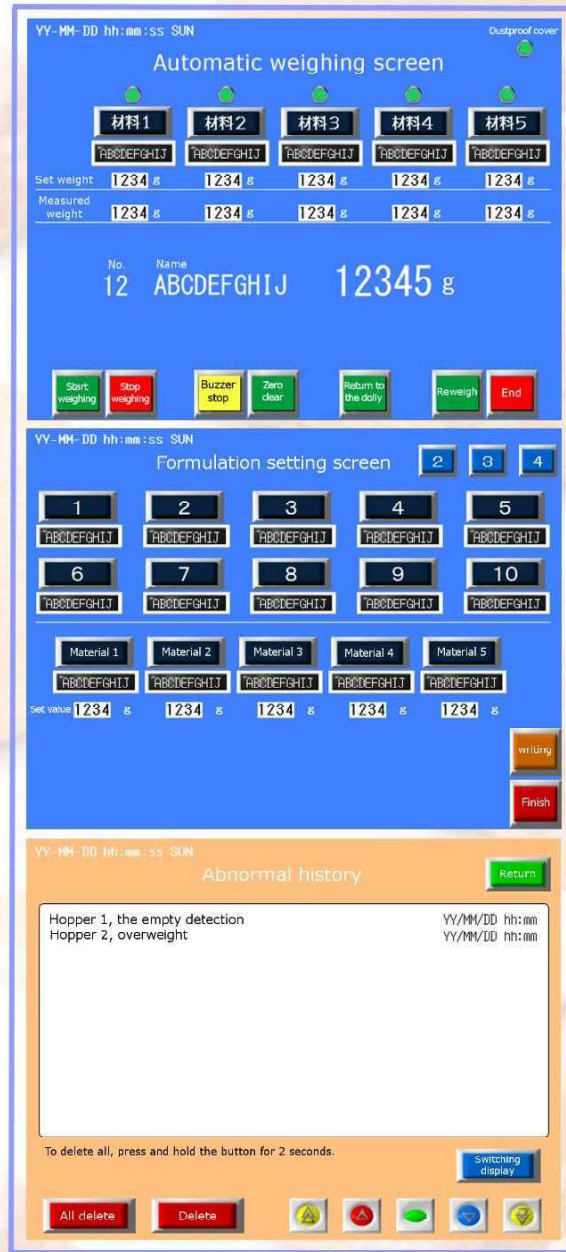 YY-MM-DD hh:mm:ss SUN
Dustproof cover
Automatic weighing screen
材料1 材料2 材料3 材料4 材料5
ABCDEFGHIJ ABCDEFGHIJ ABCDEFGHIJ ABCDEFGHIJ ABCDEFGHIJ
Set weight 1234 g 1234 g 1234 g 1234 g 1234 g
Measured
weight 1234 g 1234 g 1234 g 1234 g 1234 g
No. Name
12 ABCDEFGHIJ 12345 g
Start
weighing
Stop
weighing
Buzzer
stop
Zero
clear
Return to
the dolly
Reweigh
End
YY-MM-DD hh:mm:ss SUN
Formulation setting screen 2 3 4
1 2 3 4 5
ABCDEFGHIJ ABCDEFGHIJ ABCDEFGHIJ ABCDEFGHIJ ABCDEFGHIJ
6 7 8 9 10
ABCDEFGHIJ ABCDEFGHIJ ABCDEFGHIJ ABCDEFGHIJ ABCDEFGHIJ
Material 1 Material 2 Material 3 Material 4 Material 5
ABCDEFGHIJ ABCDEFGHIJ ABCDEFGHIJ ABCDEFGHIJ ABCDEFGHIJ
Set value 1234 g 1234 g 1234 g 1234 g 1234 g
writing
Finish
YY-MM-DD hh:mm:ss SUN
Abnormal history
Return
Hopper 1, the empty detection YY/MM/DD hh:mm
Hopper 2, overweight YY/MM/DD hh:mm
To delete all, press and hold the button for 2 seconds.
Switching
display
All delete Delete